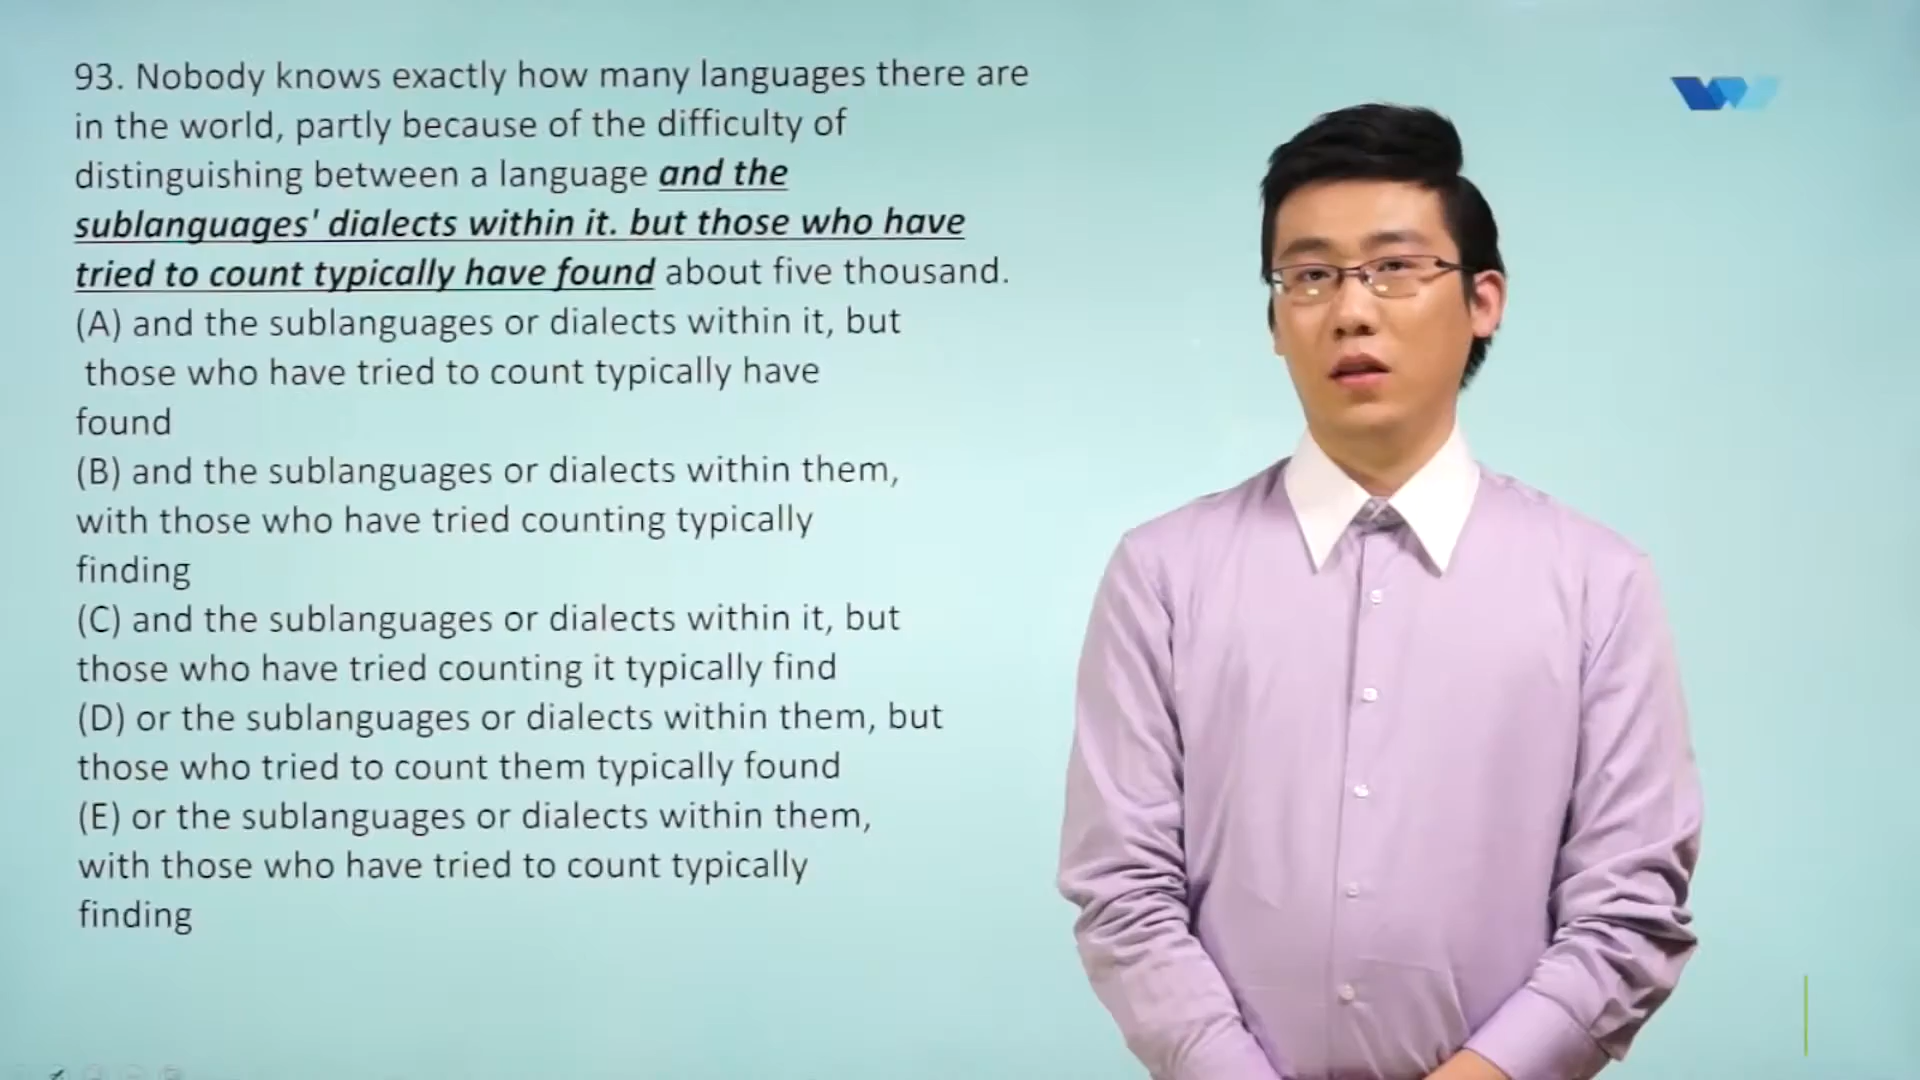 93. Nobody knows exactly how many languages there are
in the world, partly because of the difficulty of
distinguishing between a language and the
sublanguages' dialects within it. but those who have
tried to count typically have found about five thousand.
(A) and the sublanguages or dialects within it, but
those who have tried to count typically have
found
(B) and the sublanguages or dialects within them,
with those who have tried counting typically
finding
(C) and the sublanguages or dialects within it, but
those who have tried counting it typically find
(D) or the sublanguages or dialects within them, but
those who tried to count them typically found
(E) or the sublanguages or dialects within them,
with those who have tried to count typically
finding